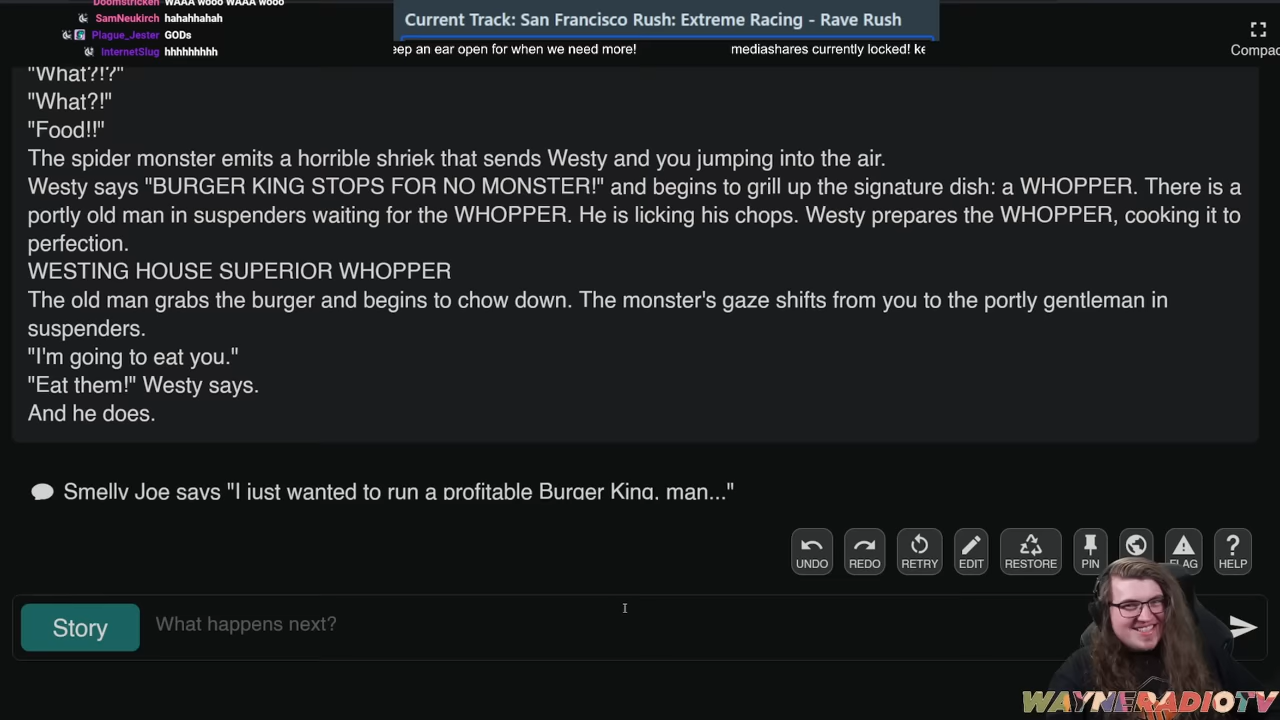 Doomstricken WAAA wooo WAAA wooo
SamNeukirch hahahhahah
Plague_Jester GODs
InternetSlug hhhhhhhhh
Current Track: San Francisco Rush: Extreme Racing - Rave Rush
eep an ear open for when we need more! mediashares currently locked! ke
Compac
"What?!?"
"What?!"
"Food!!"
The spider monster emits a horrible shriek that sends Westy and you jumping into the air.
Westy says "BURGER KING STOPS FOR NO MONSTER!" and begins to grill up the signature dish: a WHOPPER. There is a
portly old man in suspenders waiting for the WHOPPER. He is licking his chops. Westy prepares the WHOPPER, cooking it to
perfection.
WESTING HOUSE SUPERIOR WHOPPER
The old man grabs the burger and begins to chow down. The monster's gaze shifts from you to the portly gentleman in
suspenders.
"I'm going to eat you."
"Eat them!" Westy says.
And he does.
Smelly Joe says "I just wanted to run a profitable Burger King, man..."
UNDO REDO RETRY EDIT RESTORE PIN FLAG HELP
Story What happens next?
WAYNERADIOTV